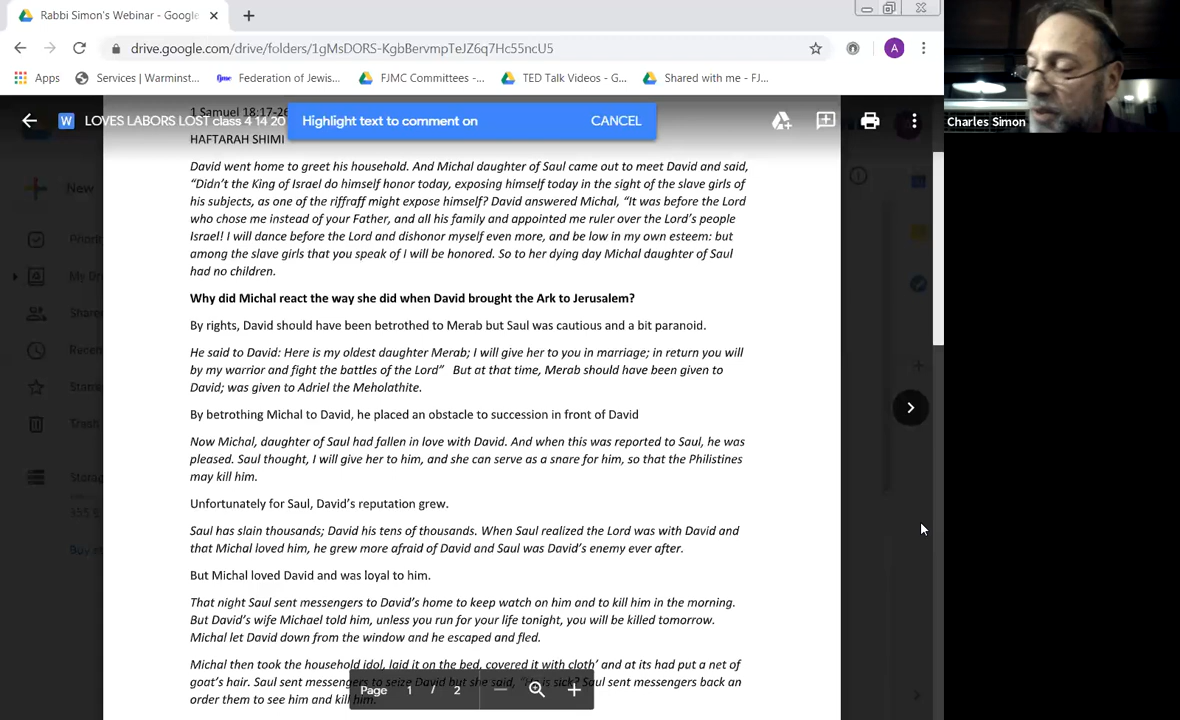 Rabbi Simon's Webinar - Google
drive.google.com/drive/folders/1gMsDORS-KgbBervmpTeJZ6q7Hc55ncU5
A
Apps
Services | Warminst...
Federation of Jewis...
FJMC Committees -...
TED Talk Videos - G...
Shared with me - FJ...
Charles Simon
1 Samuel 18:17-26
W LOVES LABORS LOST class 4 14 20
Highlight text to comment on
CANCEL
HAFTARAH SHIMI
David went home to greet his household. And Michal daughter of Saul came out to meet David and said,
“Didn't the King of Israel do himself honor today, exposing himself today in the sight of the slave girls of
his subjects, as one of the riffraff might expose himself? David answered Michal, “It was before the Lord
who chose me instead of your Father, and all his family and appointed me ruler over the Lord's people
Israel! I will dance before the Lord and dishonor myself even more, and be low in my own esteem: but
among the slave girls that you speak of I will be honored. So to her dying day Michal daughter of Saul
had no children.
Why did Michal react the way she did when David brought the Ark to Jerusalem?
By rights, David should have been betrothed to Merab but Saul was cautious and a bit paranoid.
He said to David: Here is my oldest daughter Merab; I will give her to you in marriage; in return you will
by my warrior and fight the battles of the Lord” But at that time, Merab should have been given to
David; was given to Adriel the Meholathite.
By betrothing Michal to David, he placed an obstacle to succession in front of David
Now Michal, daughter of Saul had fallen in love with David. And when this was reported to Saul, he was
pleased. Saul thought, I will give her to him, and she can serve as a snare for him, so that the Philistines
may kill him.
Unfortunately for Saul, David's reputation grew.
Saul has slain thousands; David his tens of thousands. When Saul realized the Lord was with David and
that Michal loved him, he grew more afraid of David and Saul was David's enemy ever after.
But Michal loved David and was loyal to him.
That night Saul sent messengers to David's home to keep watch on him and to kill him in the morning.
But David's wife Michael told him, unless you run for your life tonight, you will be killed tomorrow.
Michal let David down from the window and he escaped and fled.
Michal then took the household idol, laid it on the bed, covered it with cloth' and at its had put a net of
goat's hair. Saul sent messengers to seize David but she said, “He is sick? Saul sent messengers back an
order them to see him and kill him.
Page 1 / 2
New
Priority
My Dr
Share
Recen
Starre
Trash
Storag
Buy